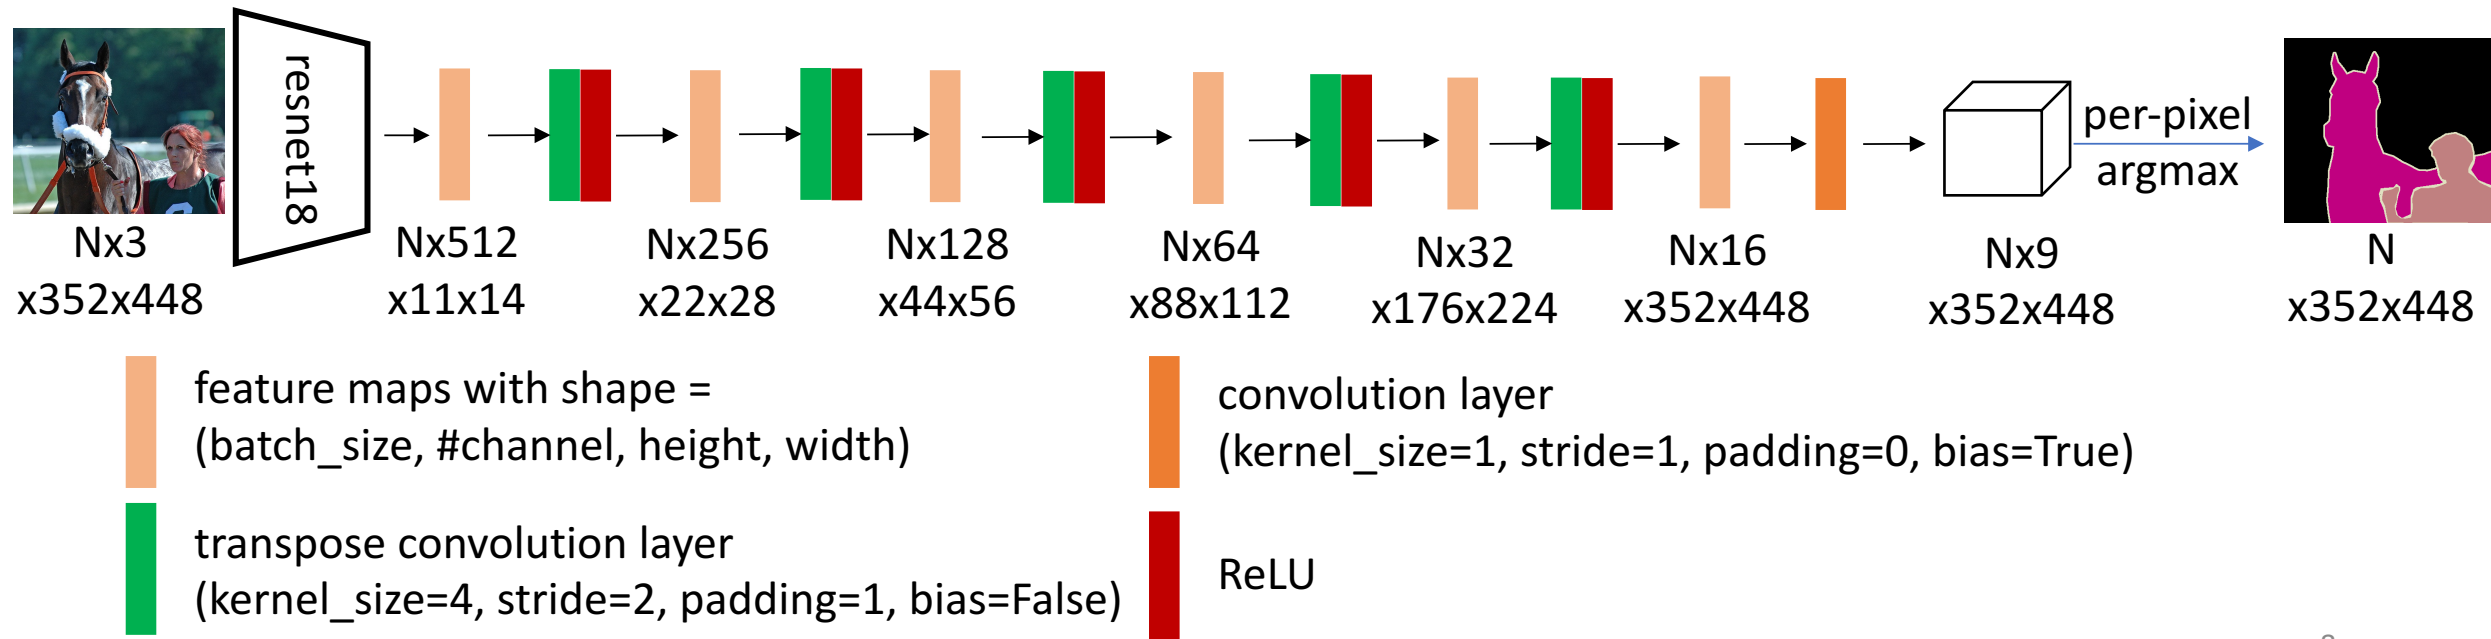 resnet18
per-pixel
argmax
Nx3
x352x448
Nx512
x11x14
Nx256
x22x28
Nx128
x44x56
Nx64
x88x112
Nx32
x176x224
Nx16
x352x448
Nx9
x352x448
N
x352x448
feature maps with shape =
(batch_size, #channel, height, width)
convolution layer
(kernel_size=1, stride=1, padding=0, bias=True)
transpose convolution layer
(kernel_size=4, stride=2, padding=1, bias=False)
ReLU